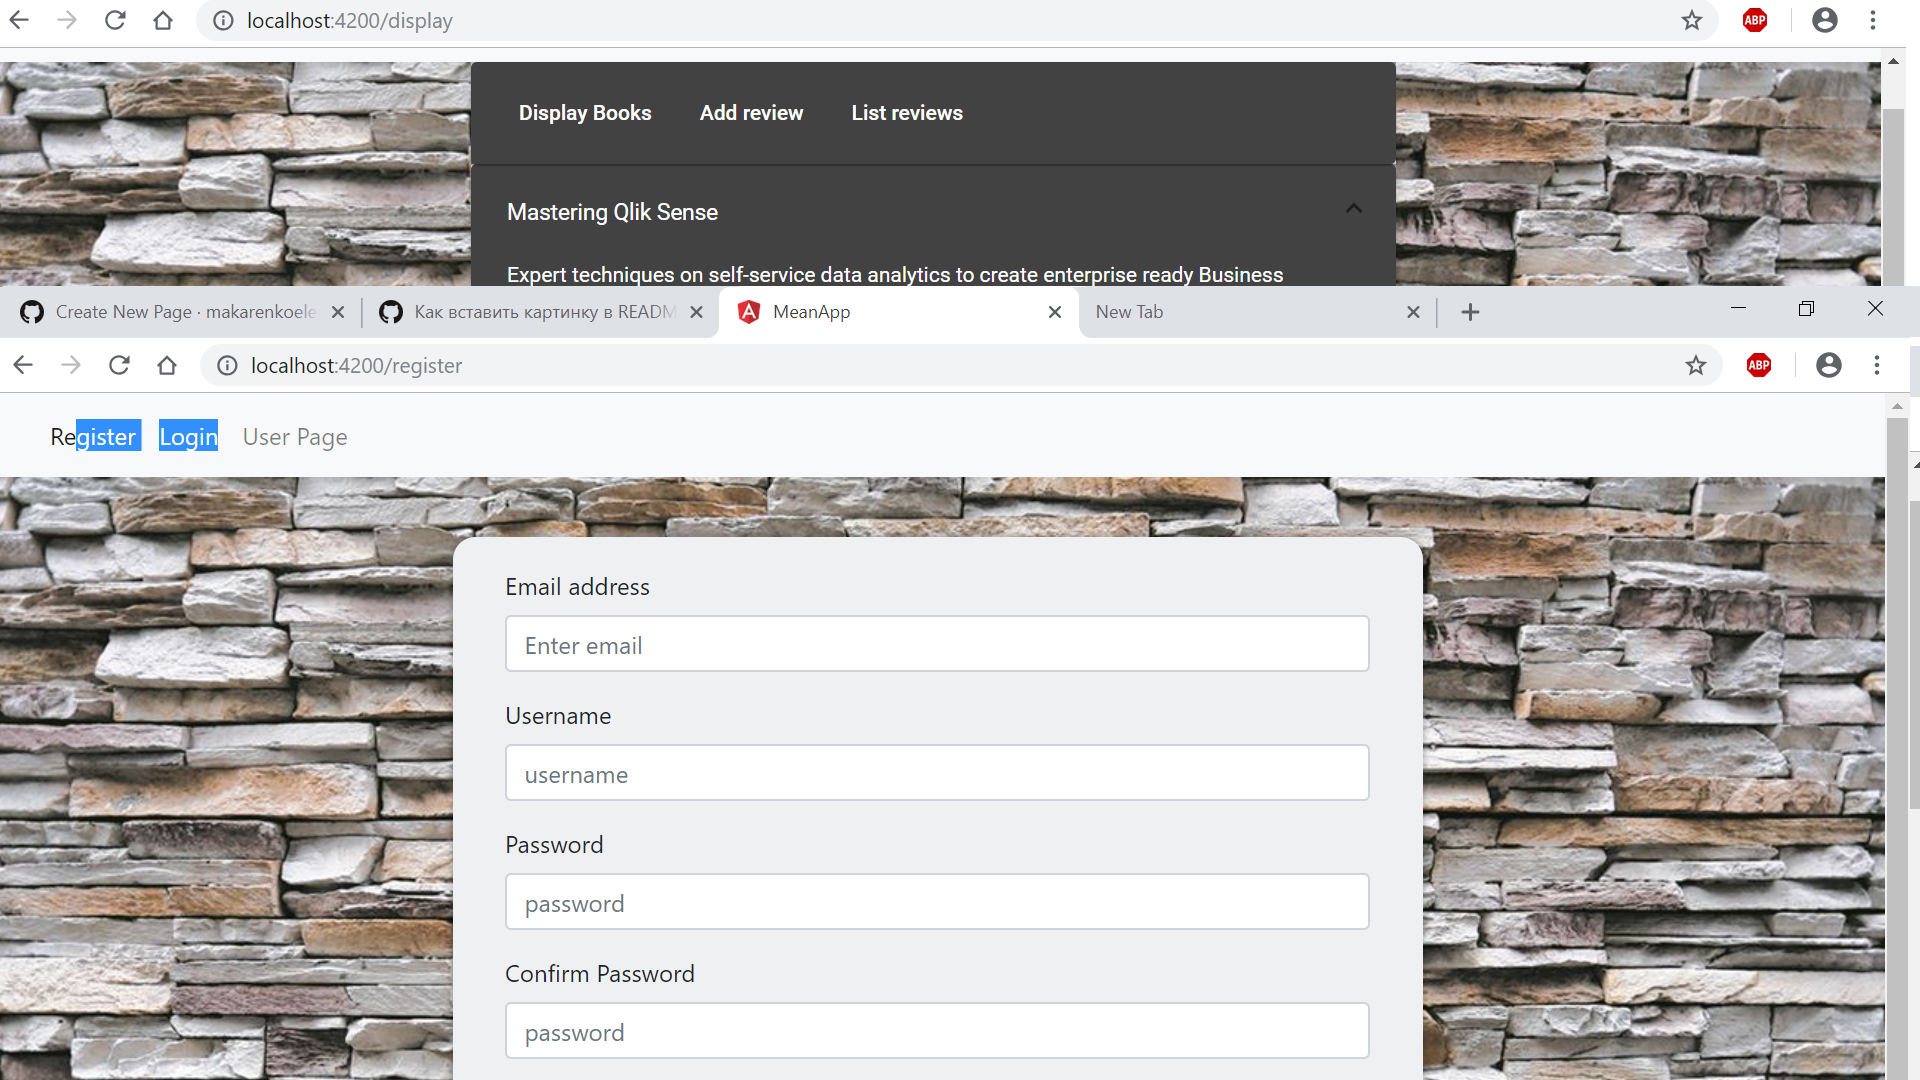 localhost:4200/display
ABP
Display Books Add review List reviews
Mastering Qlik Sense
Expert techniques on self-service data analytics to create enterprise ready Business
Create New Page · makarenkoele Как вставить картинку в READM MeanApp New Tab
localhost:4200/register
ABP
Register Login User Page
Email address
Enter email
Username
username
Password
password
Confirm Password
password